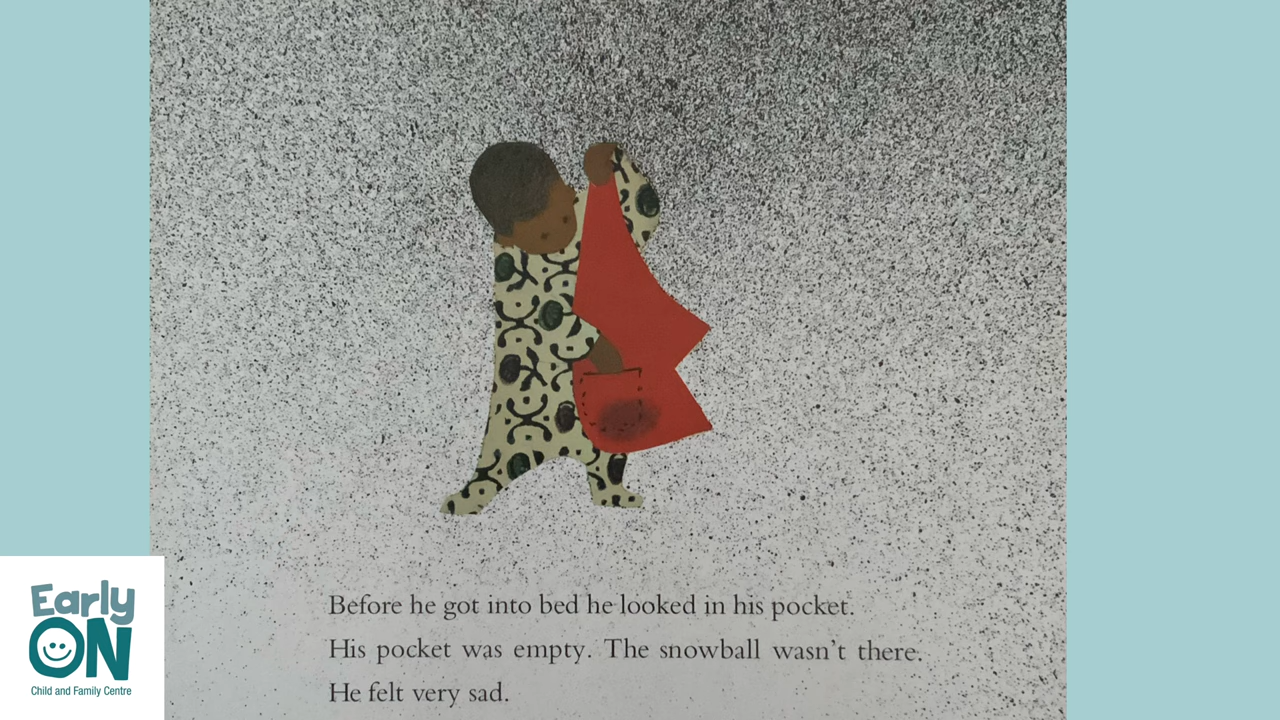 Before he got into bed he looked in his pocket.
His pocket was empty. The snowball wasn't there.
He felt very sad.
Early
ON
Child and Family Centre